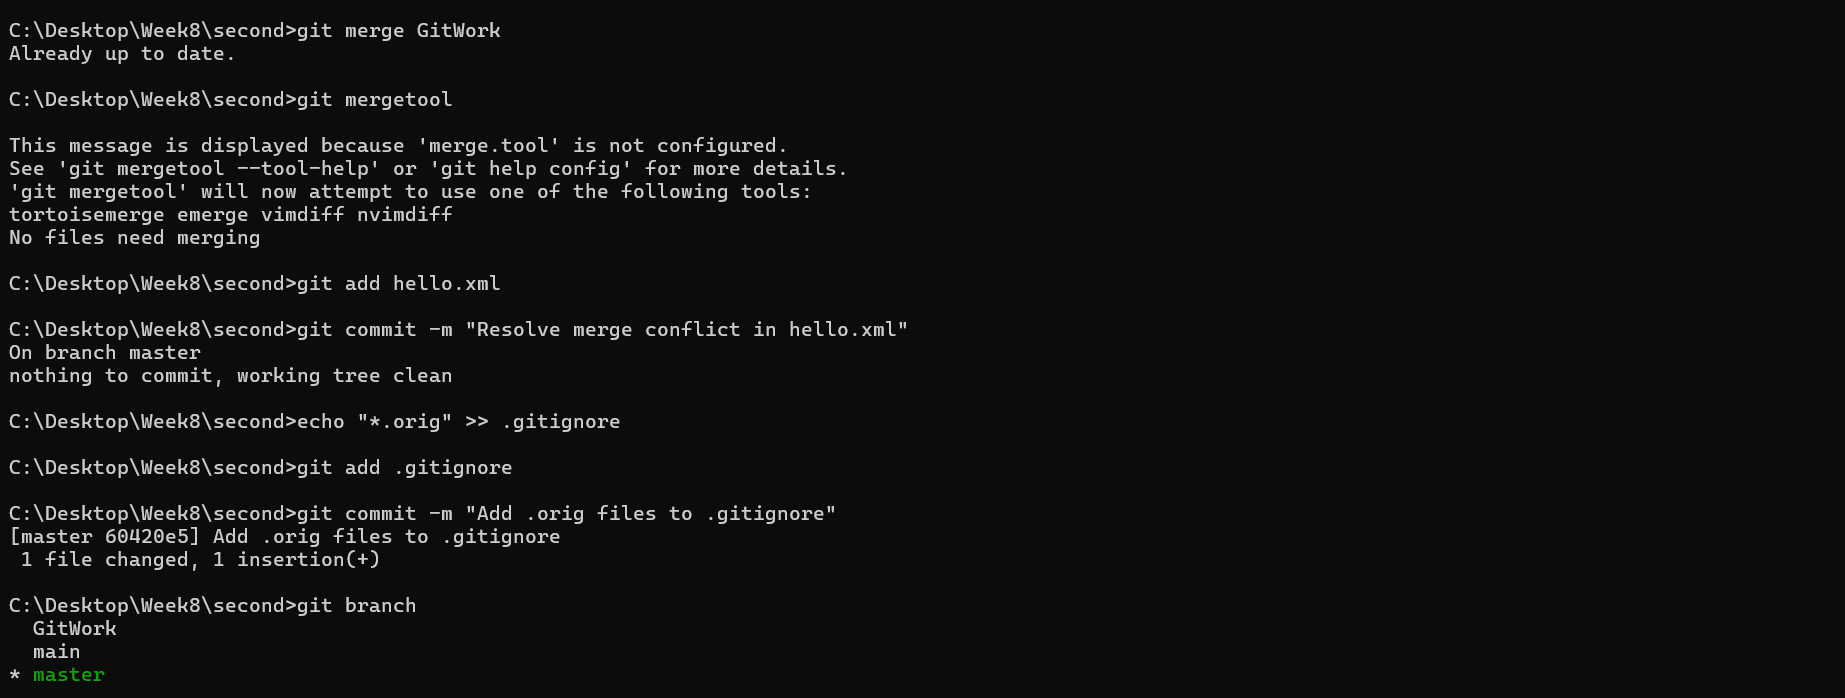 C:\Desktop\Week8\second>git merge GitWork
Already up to date.
C:\Desktop\Week8\second>git mergetool
This message is displayed because 'merge.tool' is not configured.
See 'git mergetool --tool-help' or 'git help config' for more details.
'git mergetool' will now attempt to use one of the following tools:
tortoisemerge emerge vimdiff nvimdiff
No files need merging
C:\Desktop\Week8\second>git add hello.xml
C:\Desktop\Week8\second>git commit -m "Resolve merge conflict in hello.xml"
On branch master
nothing to commit, working tree clean
C:\Desktop\Week8\second>echo "*.orig" >> .gitignore
C:\Desktop\Week8\second>git add .gitignore
C:\Desktop\Week8\second>git commit -m "Add .orig files to .gitignore"
[master 60420e5] Add .orig files to .gitignore
 1 file changed, 1 insertion(+)
C:\Desktop\Week8\second>git branch
  GitWork
  main
* master